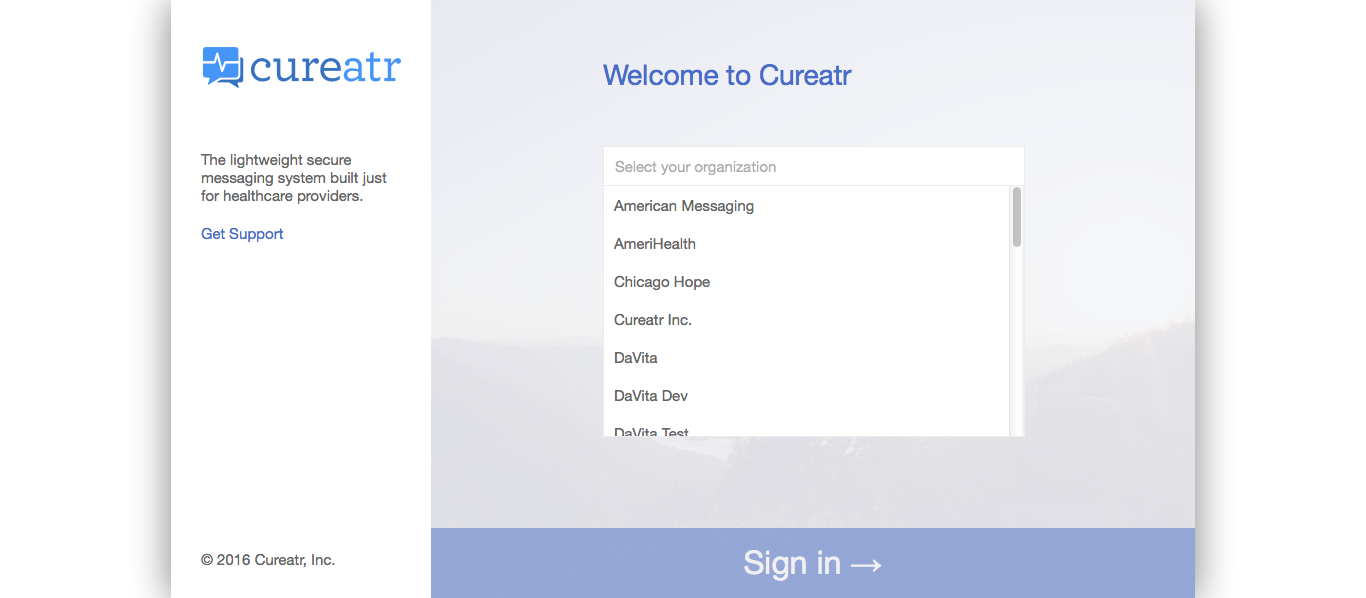 cureatr
The lightweight secure
messaging system built just
for healthcare providers.
Get Support
© 2016 Cureatr, Inc.
Welcome to Cureatr
Select your organization
American Messaging
AmeriHealth
Chicago Hope
Cureatr Inc.
DaVita
DaVita Dev
DaVita Test
Sign in →